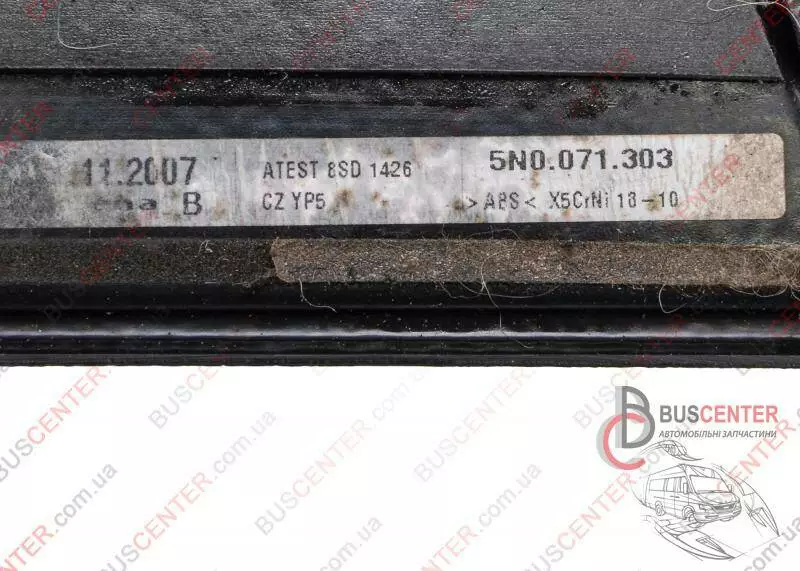 11.2007
ATEST 8SD 1426
5N0.071.303
B
CZ YP5
>ABS< X5CrNi 18-10
BUSCENTER
АВТОМОБІЛЬНІ ЗАПЧАСТИНИ
BUSCENTER.com.ua